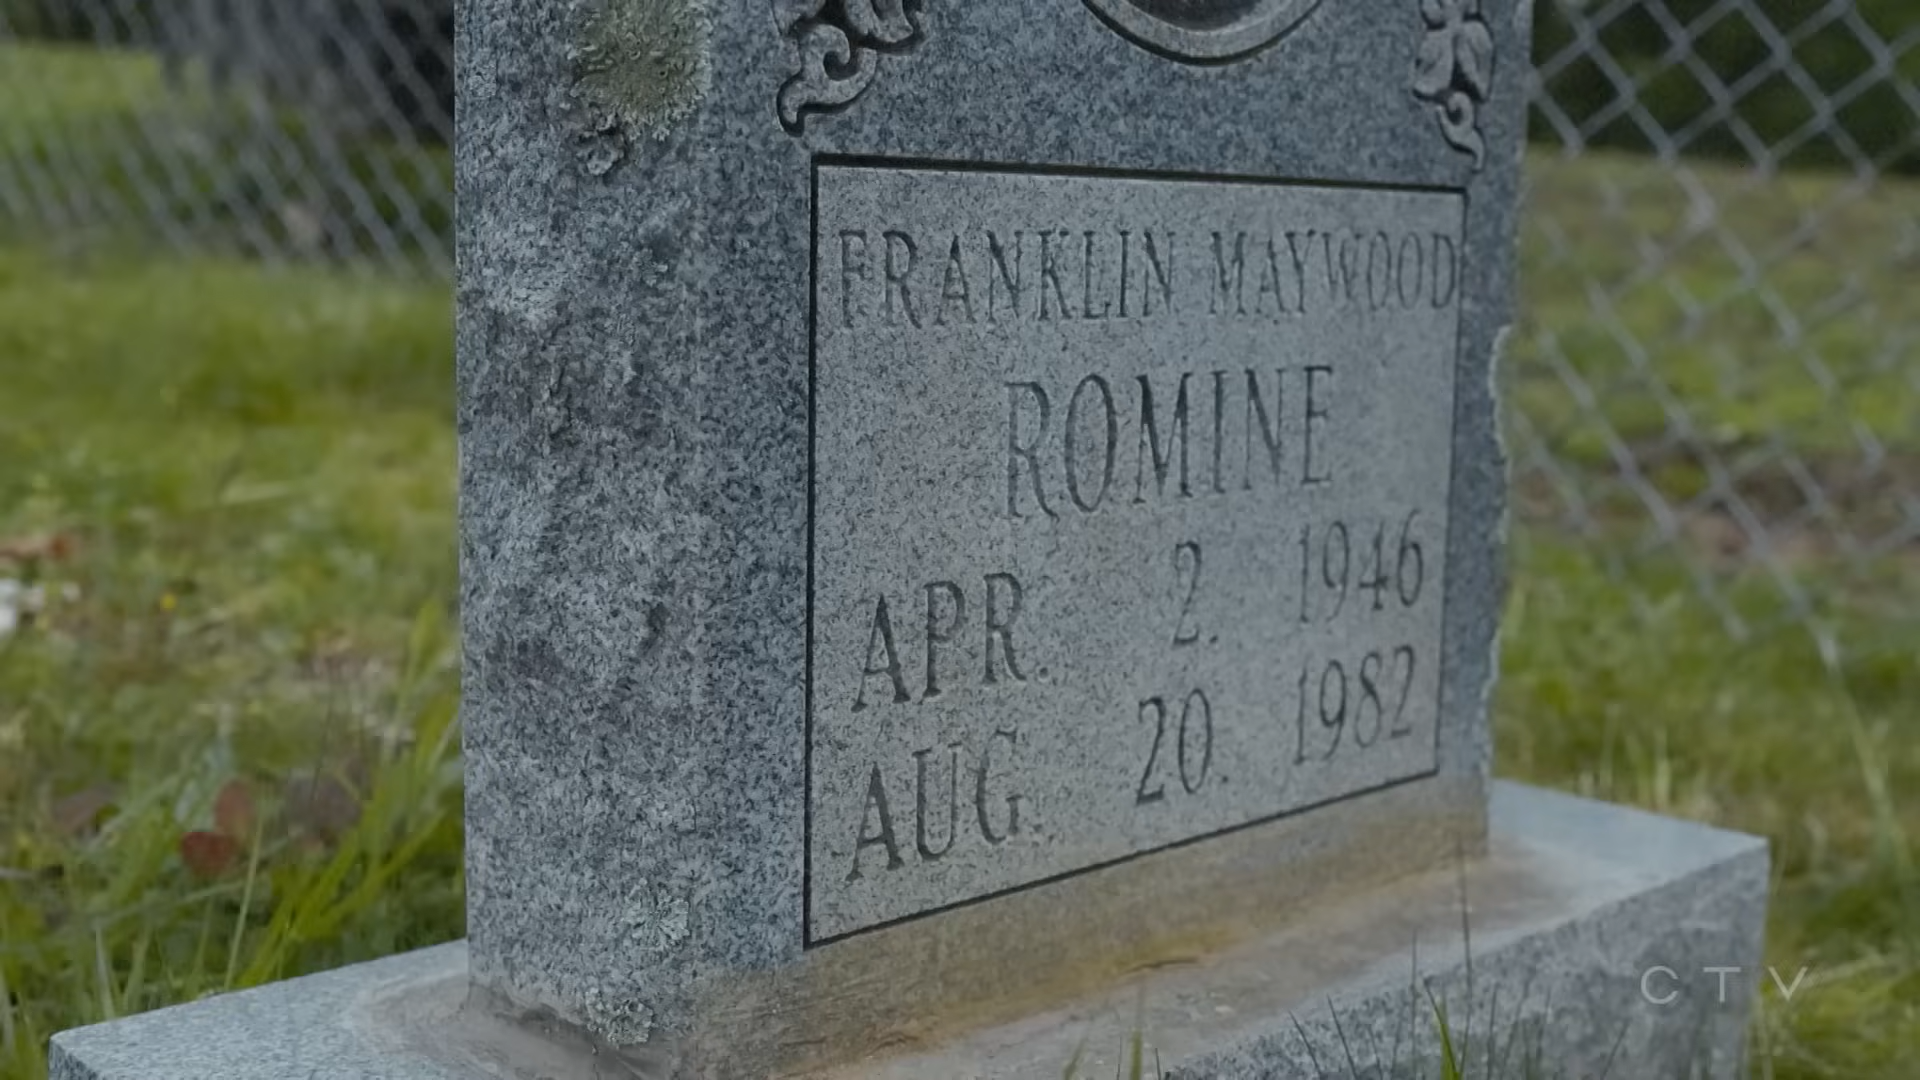 FRANKLIN MAYWOOD
ROMINE
APR. 2. 1946
AUG. 20. 1982
CTV